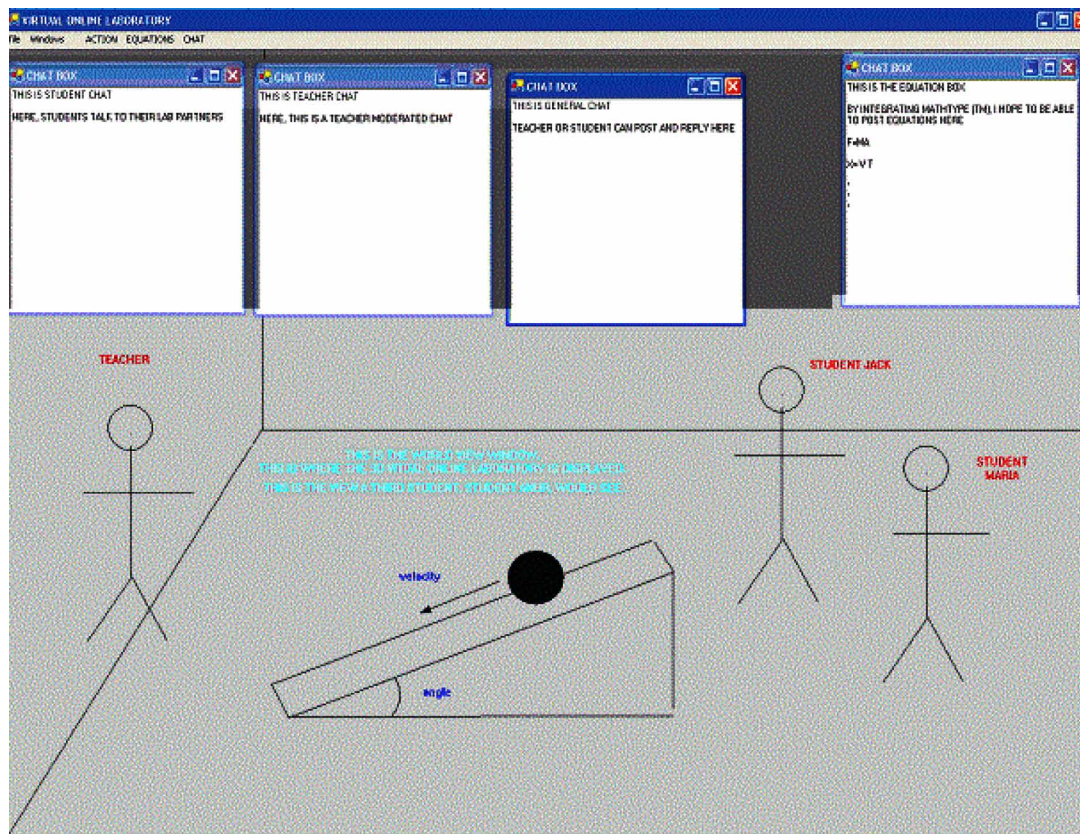 VIRTUAL ONLINE LABORATORY
File Windows ACTION EQUATIONS CHAT
CHAT BOX
THIS IS STUDENT CHAT
HERE, STUDENTS TALK TO THEIR LAB PARTNERS
CHAT BOX
THIS IS TEACHER CHAT
HERE, THIS IS A TEACHER MODERATED CHAT
CHAT BOX
THIS IS GENERAL CHAT
TEACHER OR STUDENT CAN POST AND REPLY HERE
CHAT BOX
THIS IS THE EQUATION BOX
BY INTEGRATING MATHTYPE (TM), I HOPE TO BE ABLE
TO POST EQUATIONS HERE
F=MA
X=V T
TEACHER
STUDENT JACK
STUDENT
MARIA
THIS IS THE WORLD VIEW WINDOW.
THIS IS WHERE THE 3D VITUAL ONLINE LABORATORY IS DISPLAYED.
THIS IS THE VIEW A THIRD STUDENT, STUDENT WOULD SEE.
velocity
angle